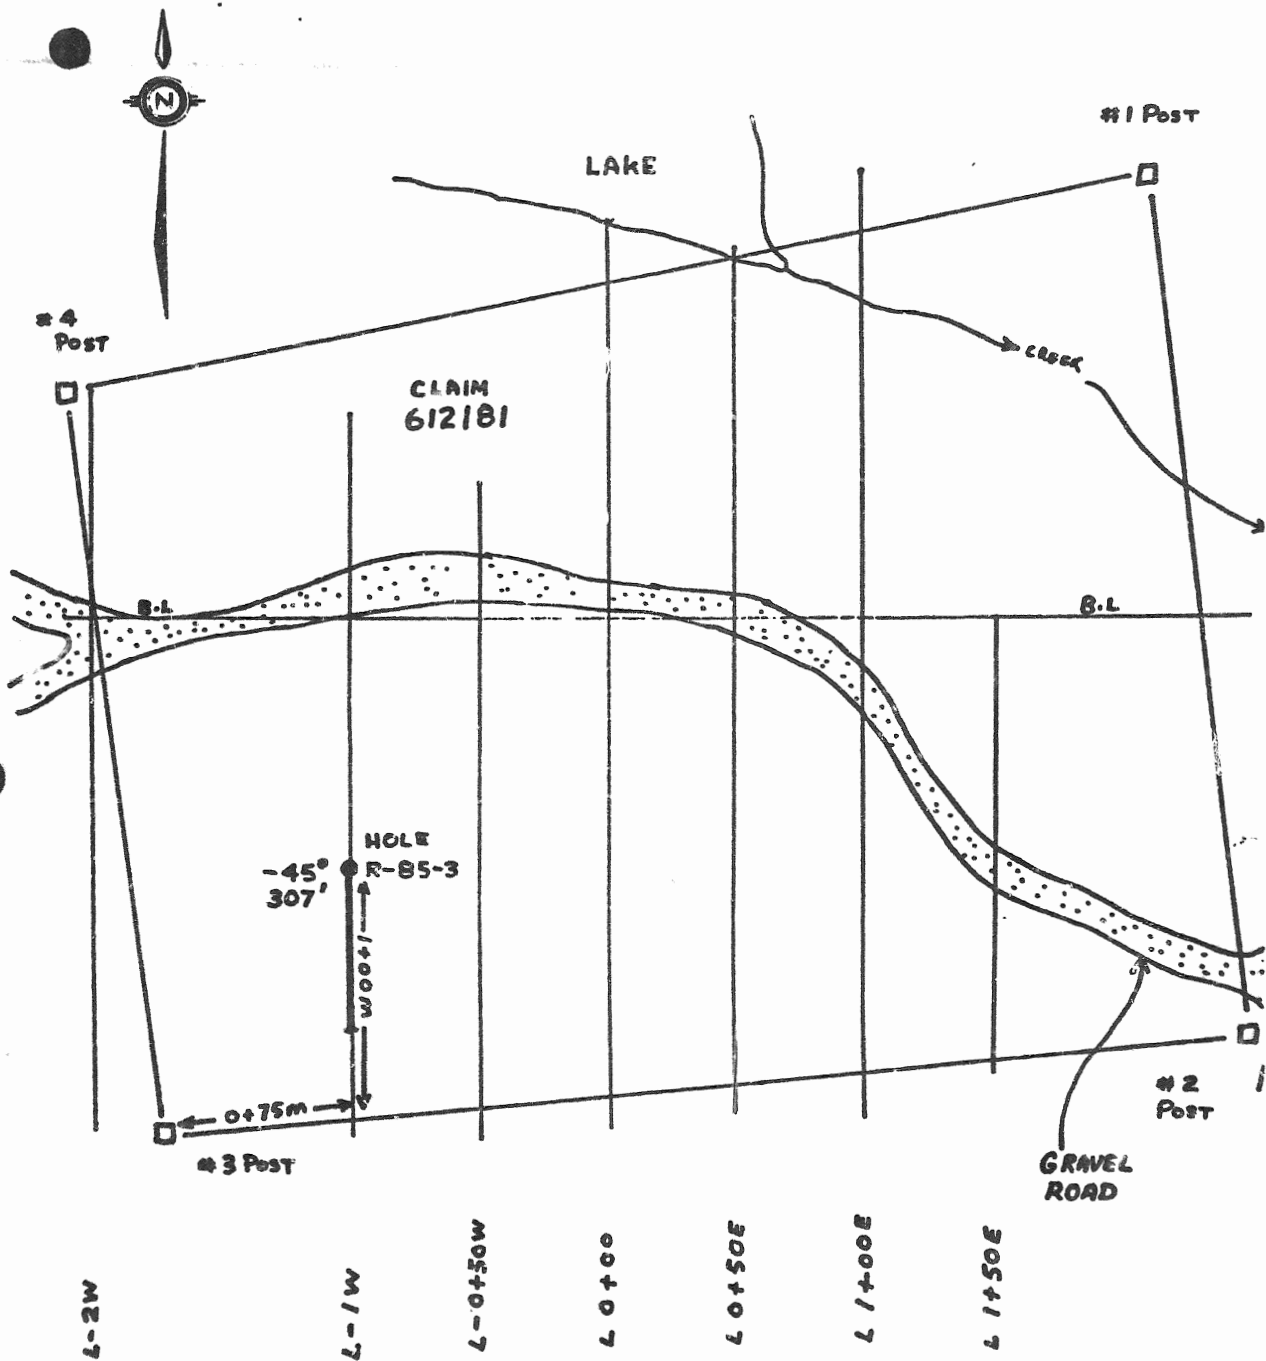 N
#1 POST
LAKE
#4
POST
CREEK
CLAIM
612181
B.L
B.L
HOLE
R-85-3
-45°
307'
1+00M
0+75M
#2
POST
#3 POST
GRAVEL
ROAD
L-2W
L-1W
L-0+50W
L 0+00
L 0+50E
L 1+00E
L 1+50E